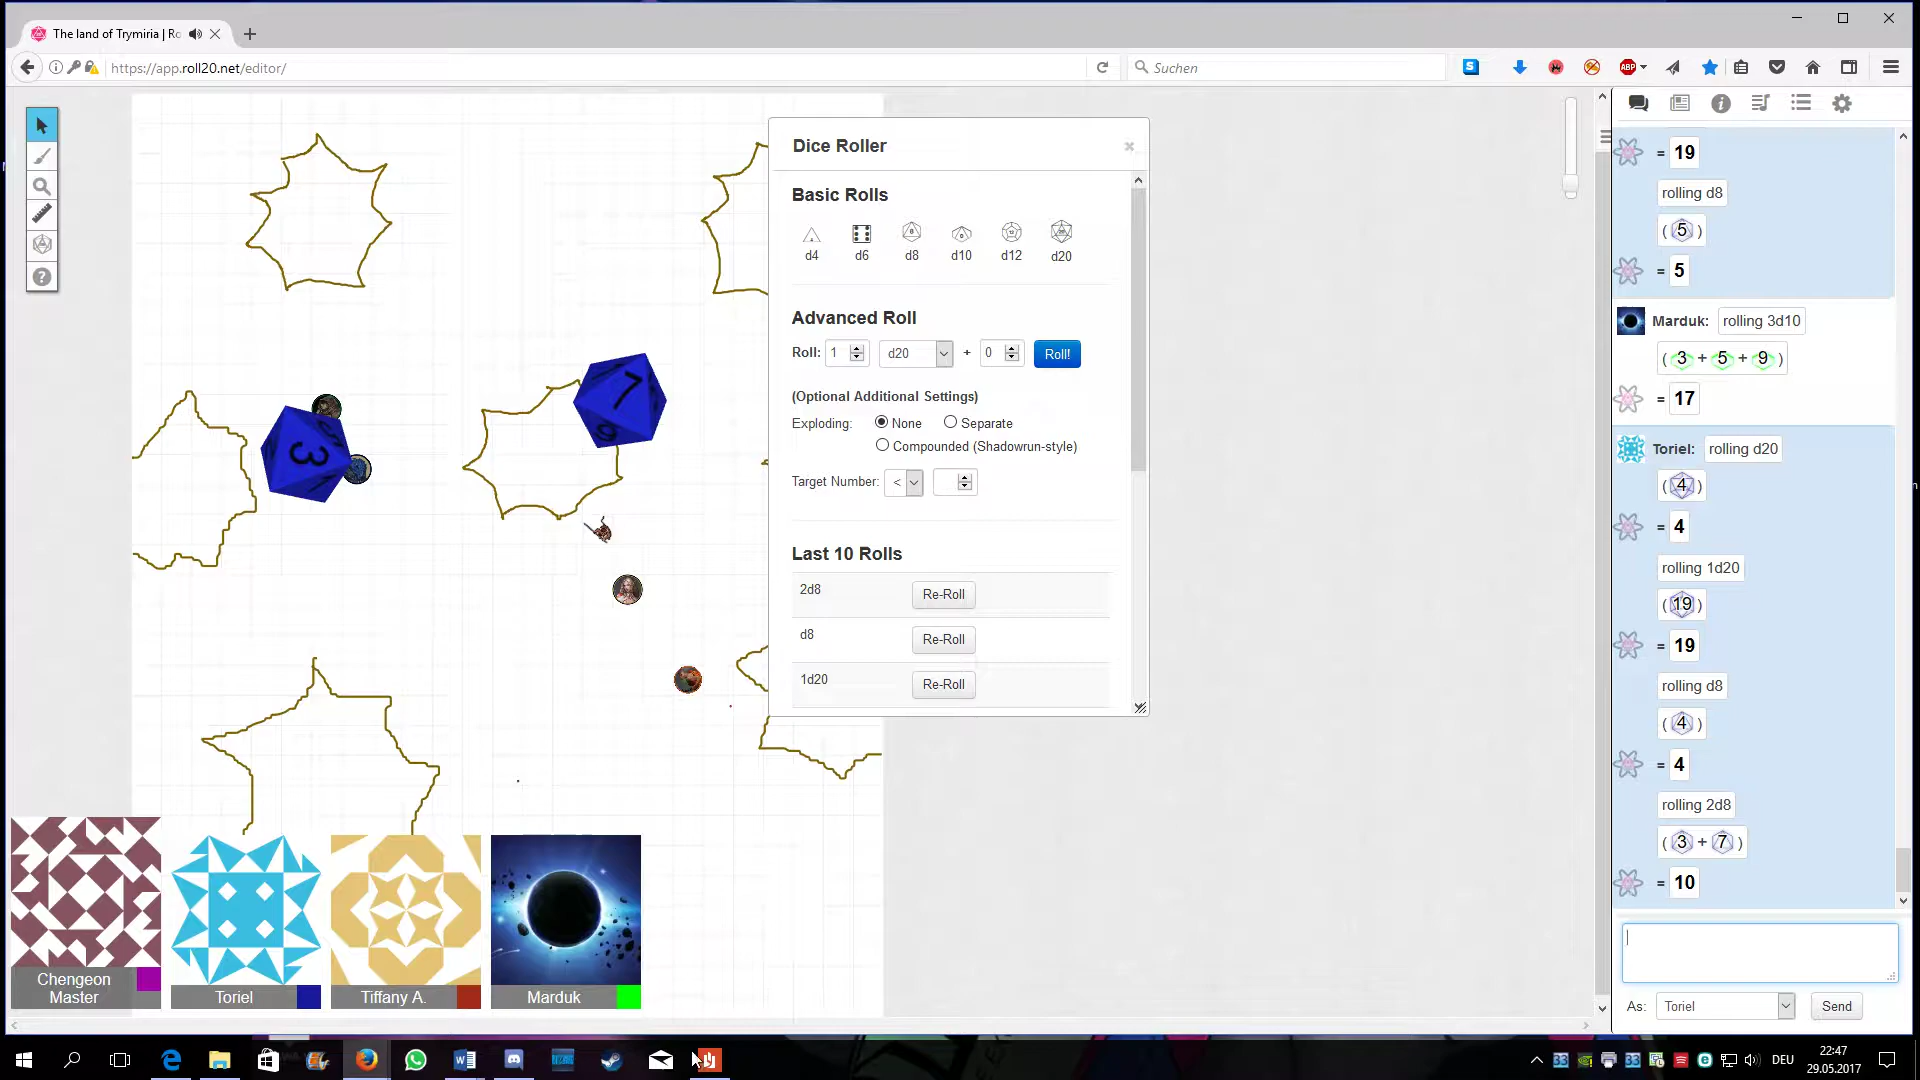 The land of Trymiria | Ro
https://app.roll20.net/editor/
Suchen
ABP
Dice Roller
Basic Rolls
d4
d6
d8
d10
d12
d20
Advanced Roll
Roll:
1
d20
+
0
Roll!
(Optional Additional Settings)
Exploding:
None
Separate
Compounded (Shadowrun-style)
Target Number:
<
Last 10 Rolls
2d8
Re-Roll
d8
Re-Roll
1d20
Re-Roll
3
7
= 19
rolling d8
(5)
= 5
Marduk: rolling 3d10
(3+5+9)
= 17
Toriel: rolling d20
(4)
= 4
rolling 1d20
(19)
= 19
rolling d8
(4)
= 4
rolling 2d8
(3+7)
= 10
As:
Toriel
Send
Chengeon
Master
Toriel
Tiffany A.
Marduk
33
33
DEU
22:47
29.05.2017